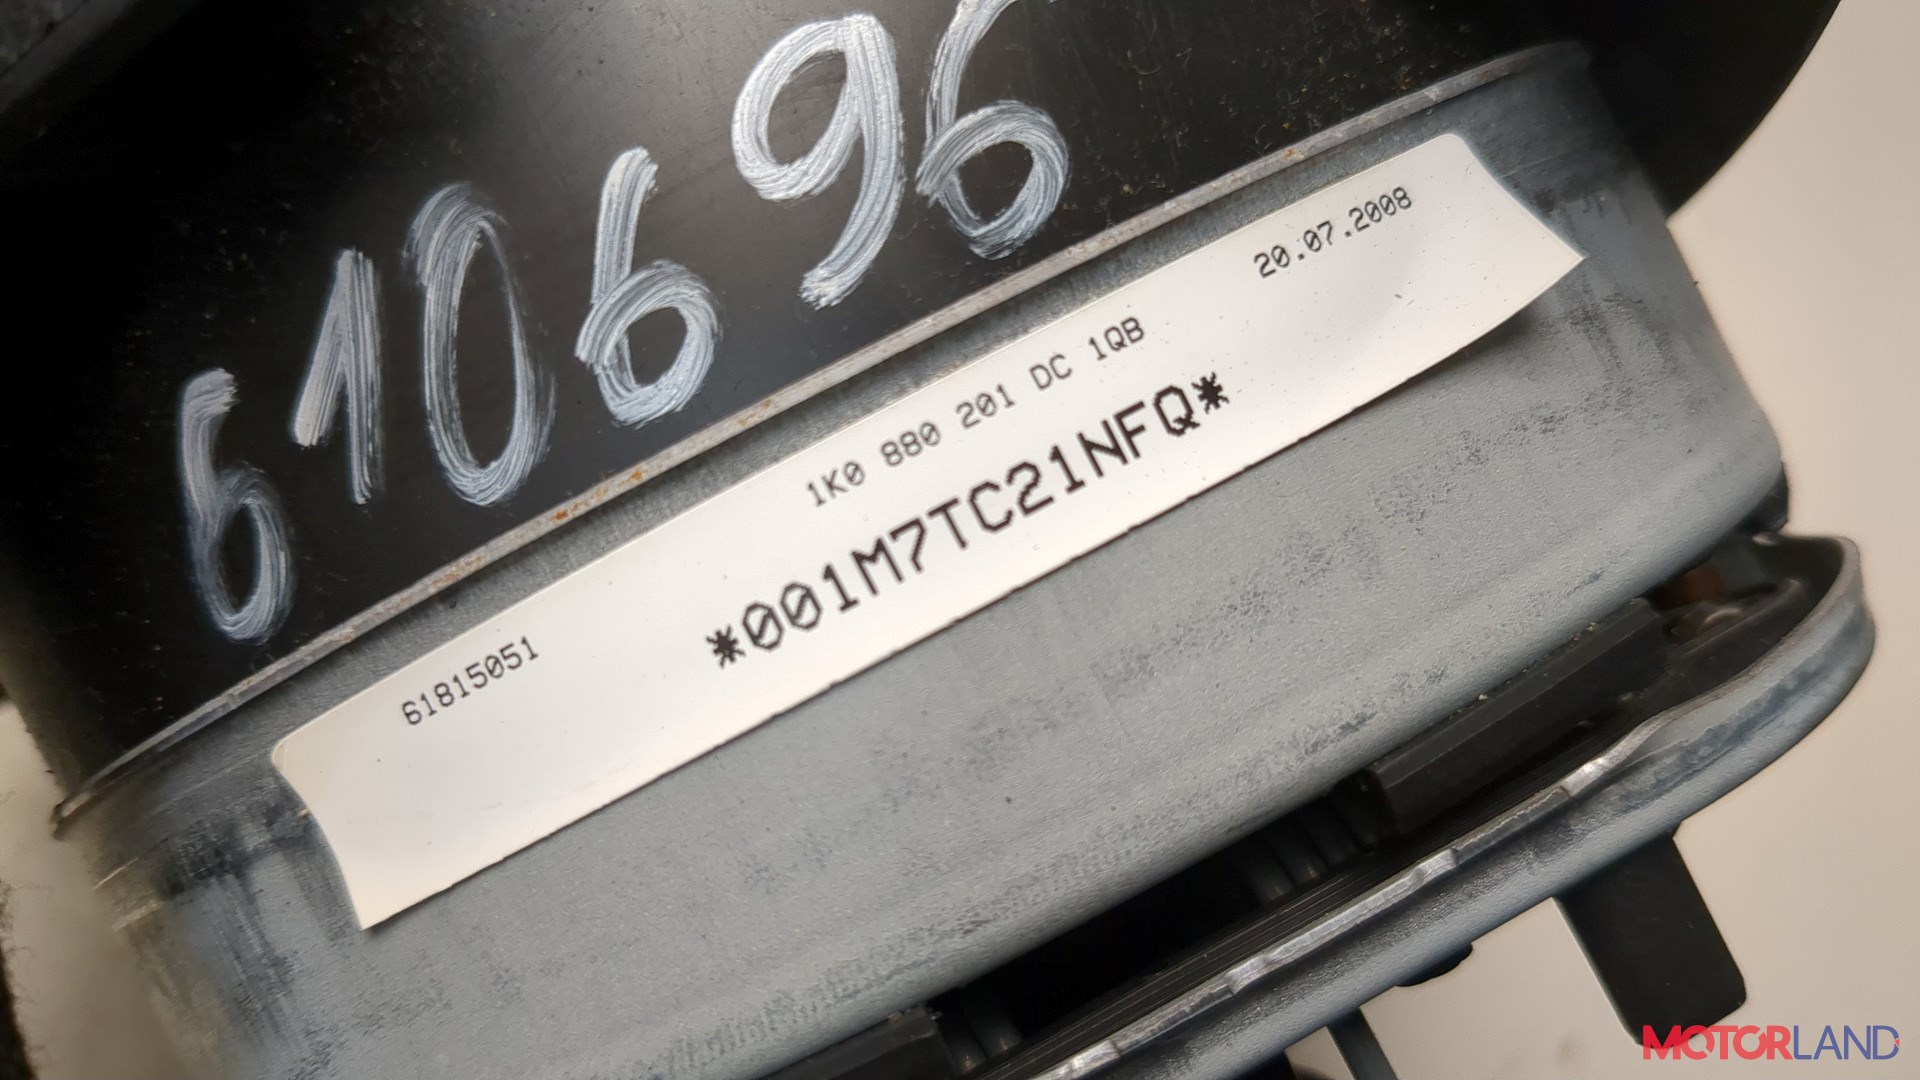 610696
20.07.2008
1K0 880 201 DC 1QB
*001M7TC21NFQ*
61815051
MOTORLAND